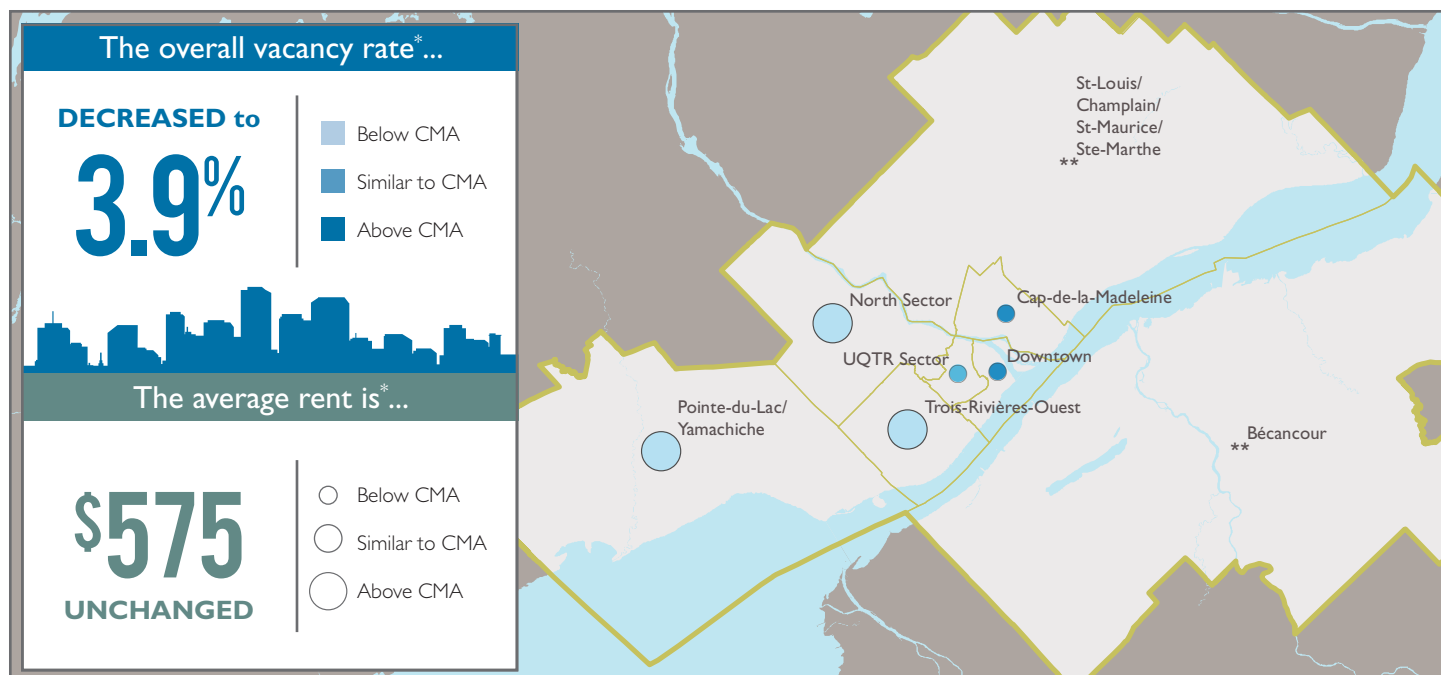 The overall vacancy rate*...
DECREASED to
3.9%
Below CMA
Similar to CMA
Above CMA
The average rent is*...
$575
UNCHANGED
Below CMA
Similar to CMA
Above CMA
St-Louis/
Champlain/
St-Maurice/
Ste-Marthe
**
North Sector
Cap-de-la-Madeleine
UQTR Sector
Downtown
Pointe-du-Lac/
Yamachiche
Trois-Rivières-Ouest
Bécancour
**